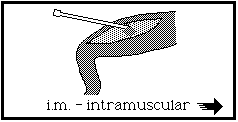 i.m. - intramuscular